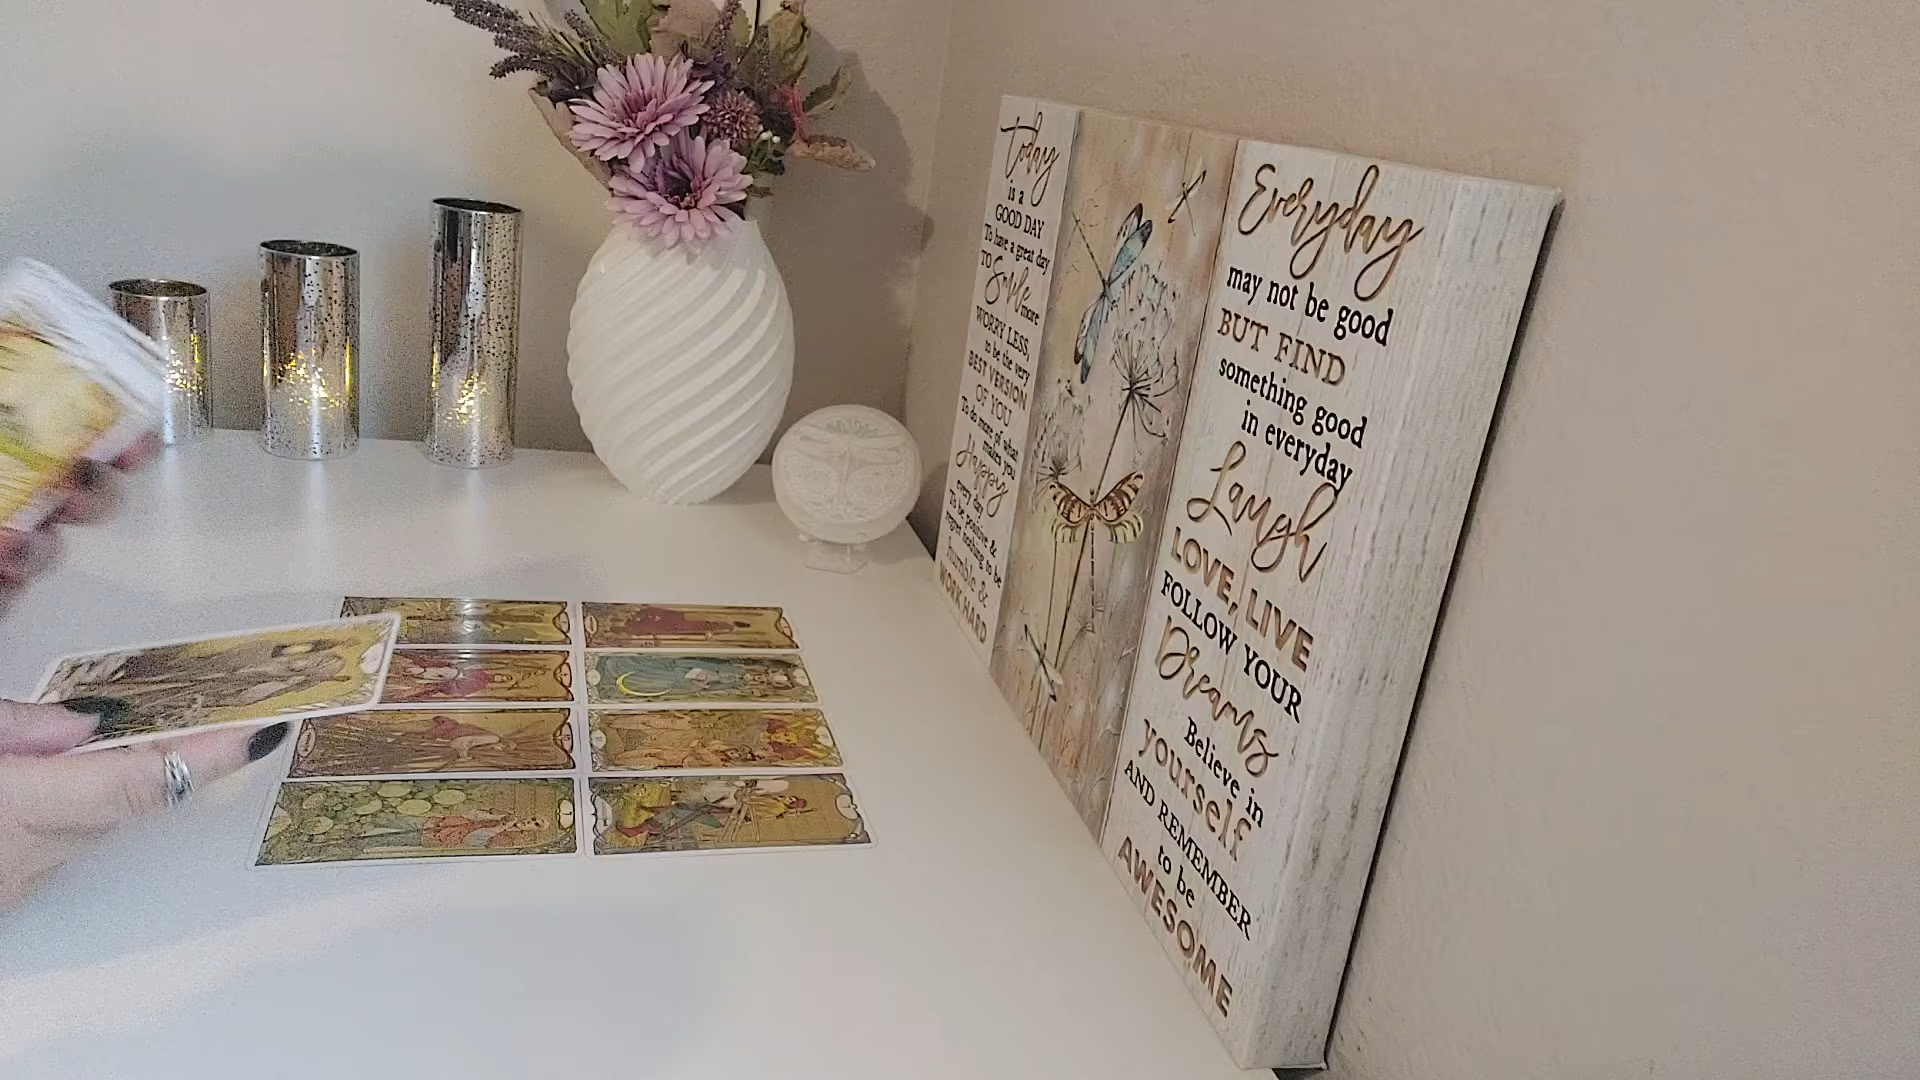 Today
is a
GOOD DAY
To have a great day
TO Smile more
WORRY LESS,
to be the very
BEST VERSION
OF YOU
To do more of what
makes you
Happy
every day
To be positive &
regret nothing to be
humble &
WORK HARD
Everyday
may not be good
BUT FIND
something good
in everyday
Laugh
LOVE, LIVE
FOLLOW YOUR
Dreams
Believe in
yourself
AND REMEMBER
to be
AWESOME